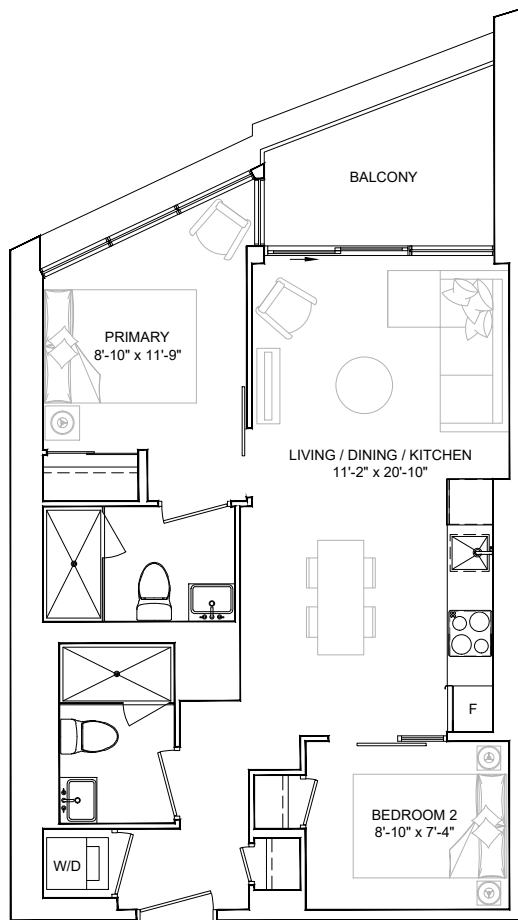 BALCONY
PRIMARY
8'-10" x 11'-9"
LIVING / DINING / KITCHEN
11'-2" x 20'-10"
F
BEDROOM 2
8'-10" x 7'-4"
W/D